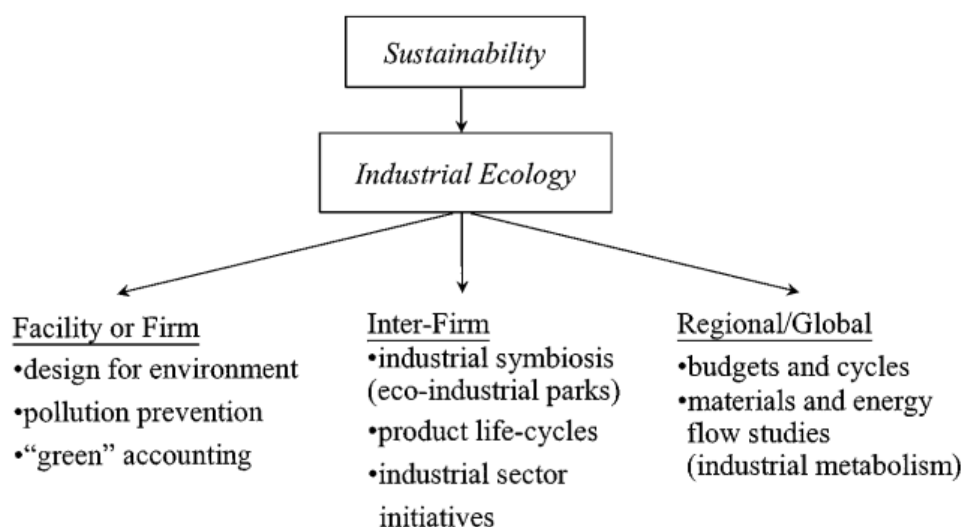 Sustainability
Industrial Ecology
Facility or Firm
•design for environment
•pollution prevention
•“green” accounting
Inter-Firm
•industrial symbiosis
(eco-industrial parks)
•product life-cycles
•industrial sector
initiatives
Regional/Global
•budgets and cycles
•materials and energy
flow studies
(industrial metabolism)